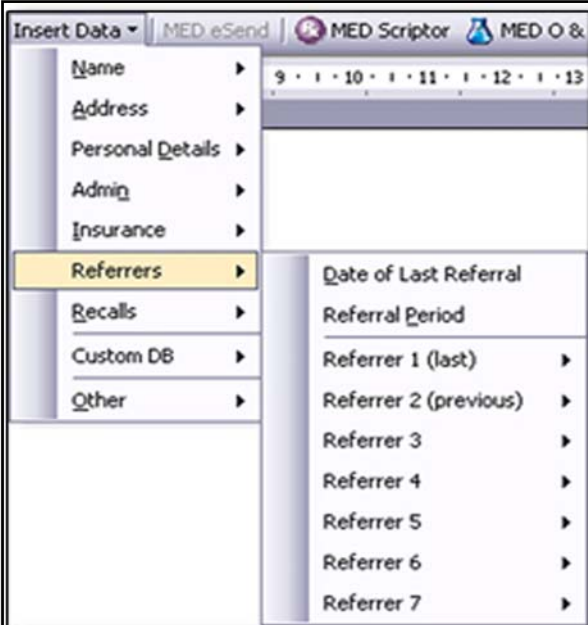 Insert Data MED eSend MED Scriptor MED O &
Name
9 · 10 · 11 · 12 · 13
Address
Personal Details
Admin
Insurance
Referrers
Recalls
Custom DB
Other
Date of Last Referral
Referral Period
Referrer 1 (last)
Referrer 2 (previous)
Referrer 3
Referrer 4
Referrer 5
Referrer 6
Referrer 7